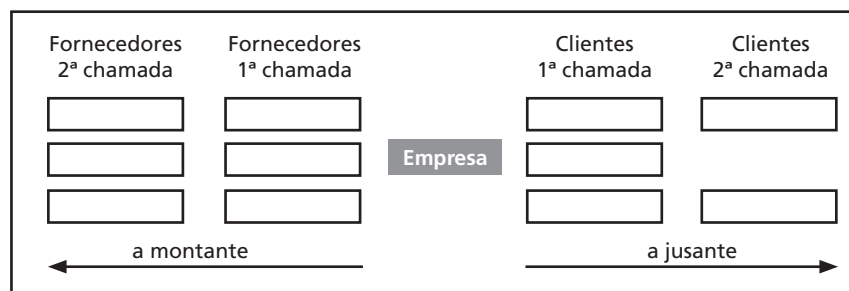 Fornecedores
2ª chamada
Fornecedores
1ª chamada
Clientes
1ª chamada
Clientes
2ª chamada
Empresa
a montante
a jusante